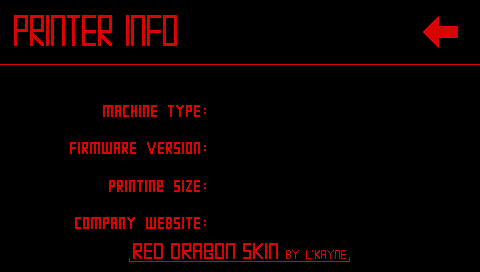 PRINTER INFO
MACHINE TYPE:
FIRMWARE VERSION:
PRINTING SIZE:
COMPANY WEBSITE:
RED DRAGON SKIN BY L'KAYNE